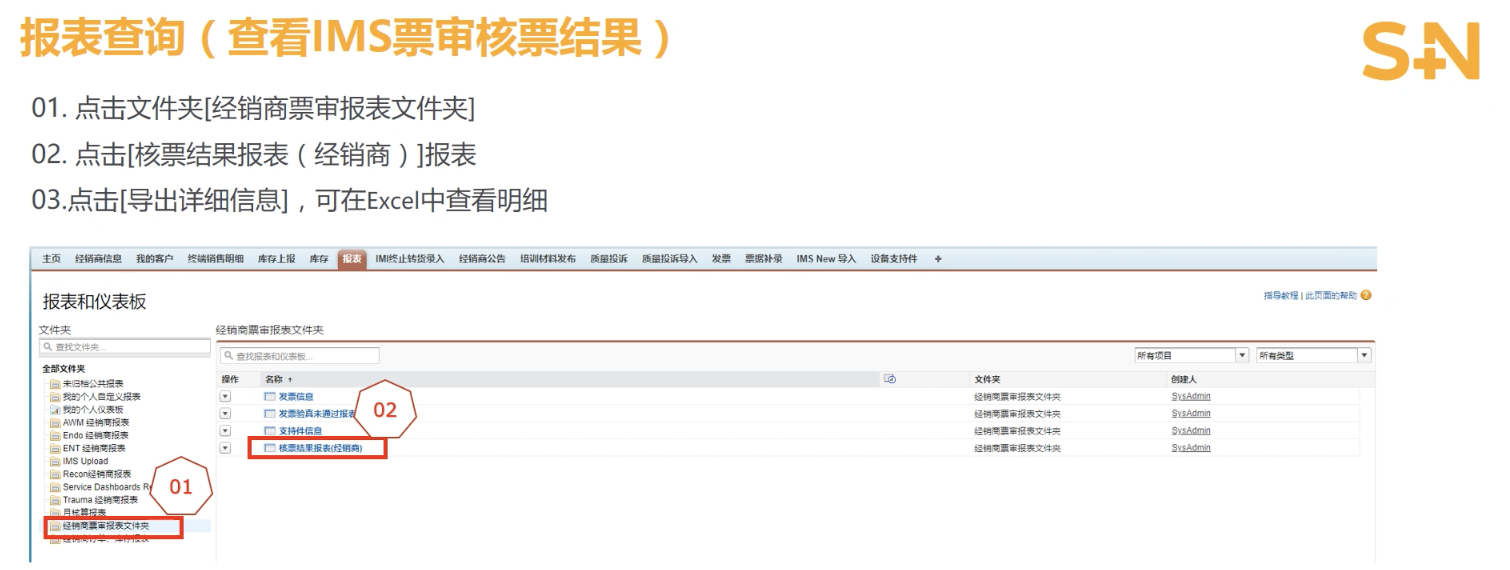 报表查询（查看IMS票审核票结果）
S+N
01. 点击文件夹[经销商票审报表文件夹]
02. 点击[核票结果报表（经销商）]报表
03.点击[导出详细信息]，可在Excel中查看明细
主页 经销商信息 我的客户 终端销售明细 库存上报 库存 报表 IMI终止转货录入 经销商公告 培训材料发布 质量投诉 质量投诉导入 发票 票据补录 IMS New 导入 设备支持件 +
报表和仪表板
指导教程 | 此页面的帮助 ?
文件夹
经销商票审报表文件夹
查找文件夹...
查找报表和仪表板...
所有项目 所有类型
全部文件夹
操作 名称 ↑ 文件夹 创建人
未归档公共报表
我的个人自定义报表
我的个人仪表板
AWM 经销商报表
Endo 经销商报表
ENT 经销商报表
IMS Upload
Recon经销商报表
Service Dashboards Re
Trauma 经销商报表
月核算报表
经销商票审报表文件夹
经销商订单、库存报表
发票信息 经销商票审报表文件夹 SysAdmin
发票验真未通过报表 经销商票审报表文件夹 SysAdmin
支持件信息 经销商票审报表文件夹 SysAdmin
核票结果报表(经销商) 经销商票审报表文件夹 SysAdmin
02
01